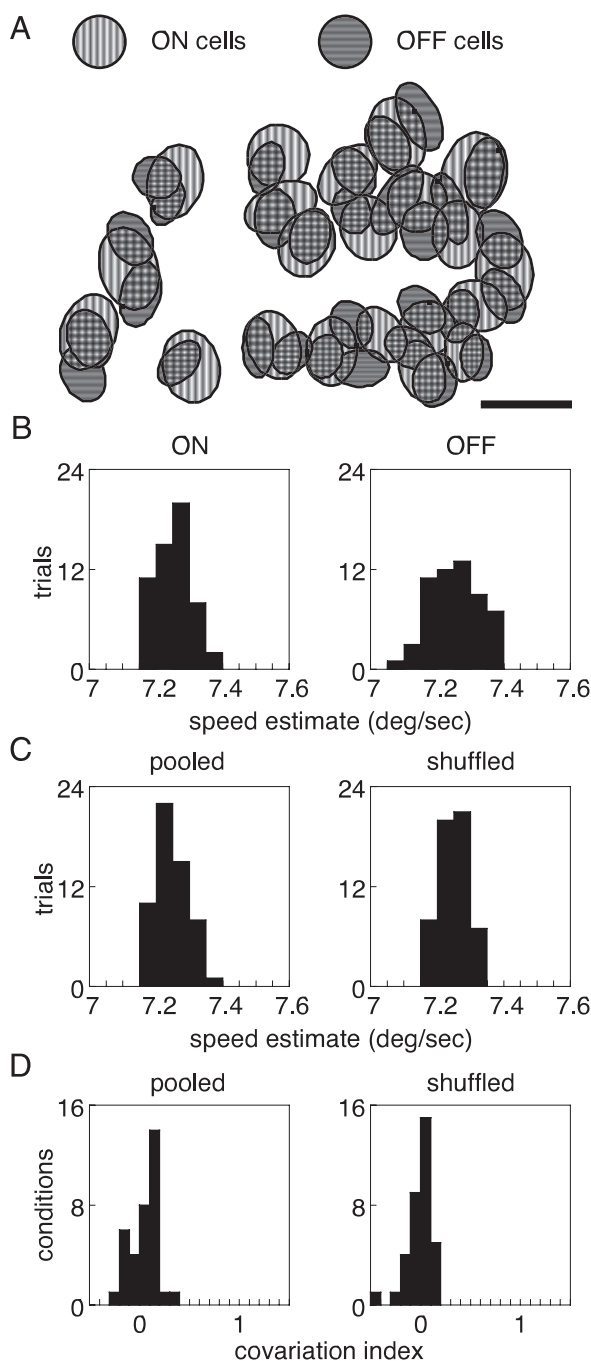 A ON cells OFF cells
B ON OFF
24 24
12 12
trials
0 0
7 7.2 7.4 7.6 7 7.2 7.4 7.6
speed estimate (deg/sec)
C pooled shuffled
24 24
12 12
trials
0 0
7 7.2 7.4 7.6 7 7.2 7.4 7.6
speed estimate (deg/sec)
D pooled shuffled
16 16
8 8
conditions
0 0
0 1 0 1
covariation index